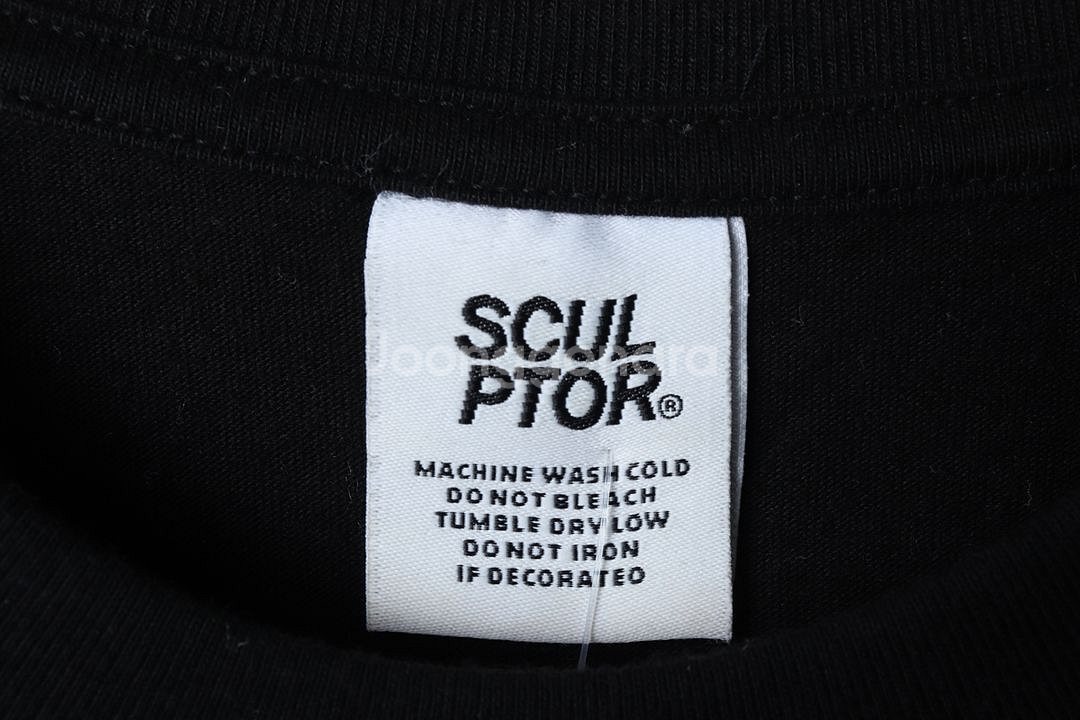 SCUL
PTOR®
MACHINE WASH COLD
DO NOT BLEACH
TUMBLE DRY LOW
DO NOT IRON
IF DECORATED